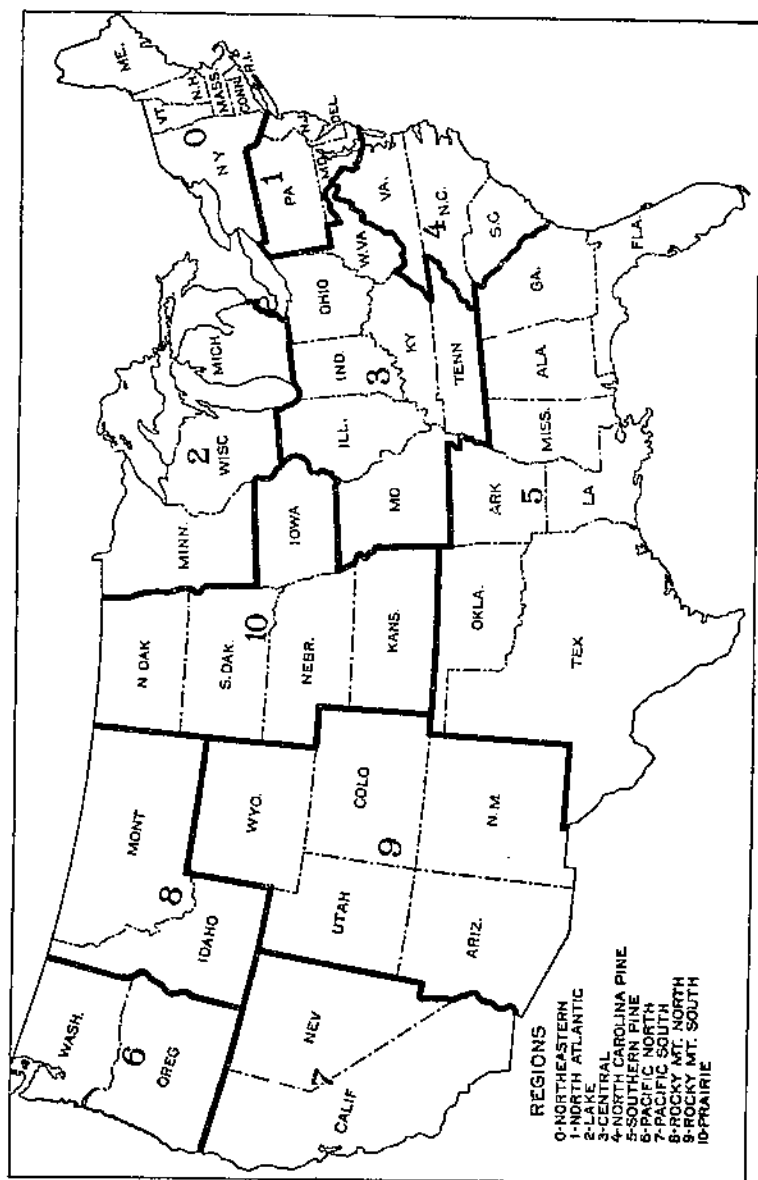 WASH.
6
OREG
CALIF
7
NEV
IDAHO
8
MONT
WYO.
UTAH
9
COLO
ARIZ.
N.M.
N DAK
S.DAK.
10
NEBR.
KANS.
OKLA.
TEX
MINN.
IOWA
MO
ARK
5
LA
2
WISC
MICH
ILL.
IND.
3
OHIO
KY
TENN
MISS.
ALA
GA.
FLA.
W.VA
VA.
4
N.C.
S.C
PA
1
N.J.
MD.
DEL.
N Y
0
VT.
N.H.
MASS.
CONN.
R.I.
ME.
REGIONS
0-NORTHEASTERN
1-NORTH ATLANTIC
2-LAKE
3-CENTRAL
4-NORTH CAROLINA PINE
5-SOUTHERN PINE
6-PACIFIC NORTH
7-PACIFIC SOUTH
8-ROCKY MT. NORTH
9-ROCKY MT. SOUTH
10-PRAIRIE